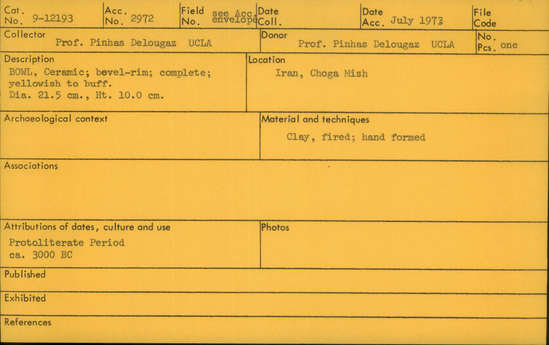 Cat. No. 9-12193 Acc. No. 2972 Field No. see Acc envelope Date Coll. Date Acc. July 1973 File Code
Collector Prof. Pinhas Delougaz UCLA Donor Prof. Pinhas Delougaz UCLA No. Pcs. one
Description
BOWL, Ceramic; bevel-rim; complete;
yellowish to buff.
Dia. 21.5 cm., Ht. 10.0 cm.
Location
Iran, Choga Mish
Archaeological context
Material and techniques
Clay, fired; hand formed
Associations
Attributions of dates, culture and use
Protoliterate Period
ca. 3000 BC
Photos
Published
Exhibited
References